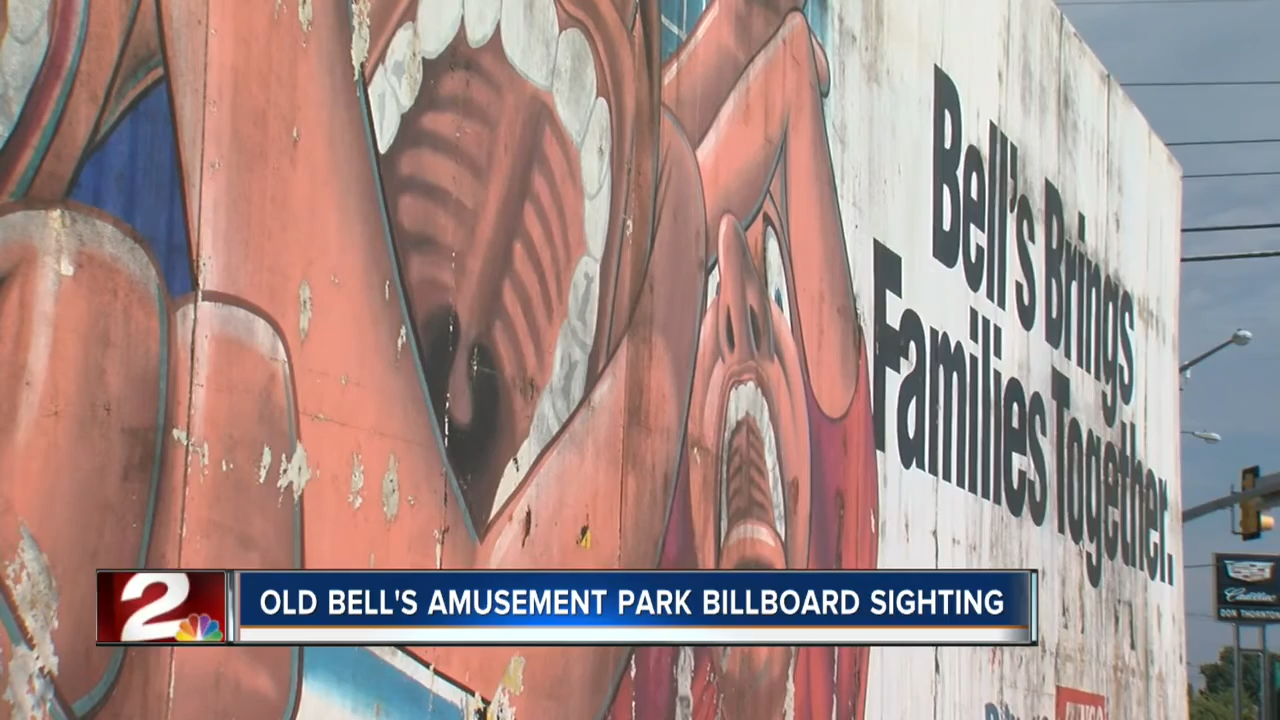 Bell's Brings
Families Together.
Cadillac
DON THORNTON
2
OLD BELL'S AMUSEMENT PARK BILLBOARD SIGHTING